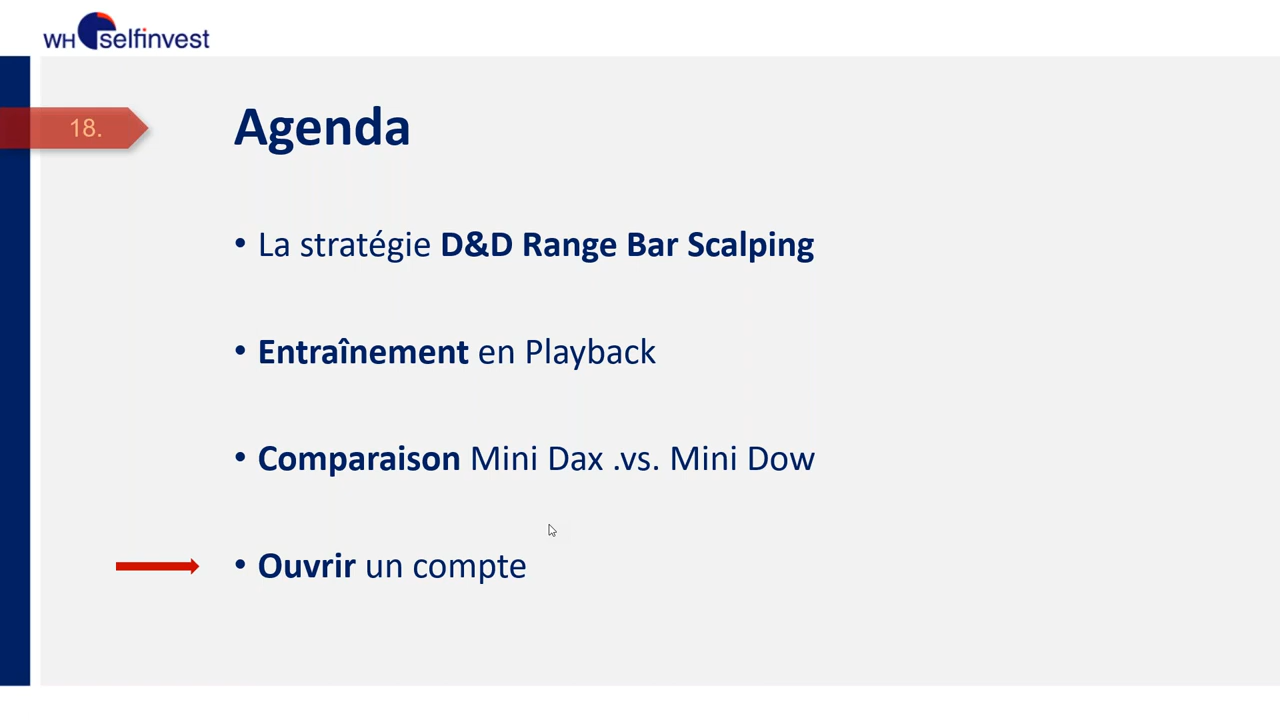 WH selfinvest
18.
Agenda
• La stratégie D&D Range Bar Scalping
• Entraînement en Playback
• Comparaison Mini Dax .vs. Mini Dow
• Ouvrir un compte